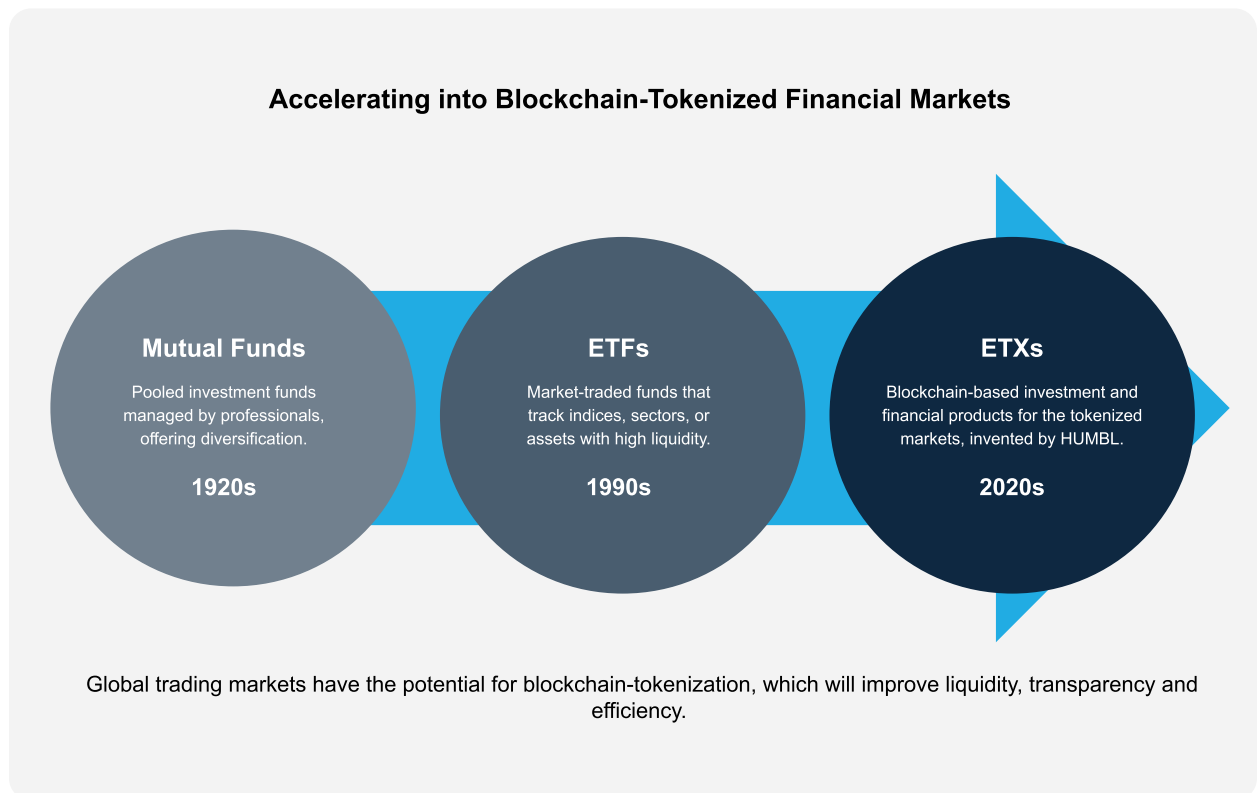 Accelerating into Blockchain-Tokenized Financial Markets
Mutual Funds
Pooled investment funds
managed by professionals,
offering diversification.
1920s
ETFs
Market-traded funds that
track indices, sectors, or
assets with high liquidity.
1990s
ETXs
Blockchain-based investment and
financial products for the tokenized
markets, invented by HUMBL.
2020s
Global trading markets have the potential for blockchain-tokenization, which will improve liquidity, transparency and
efficiency.